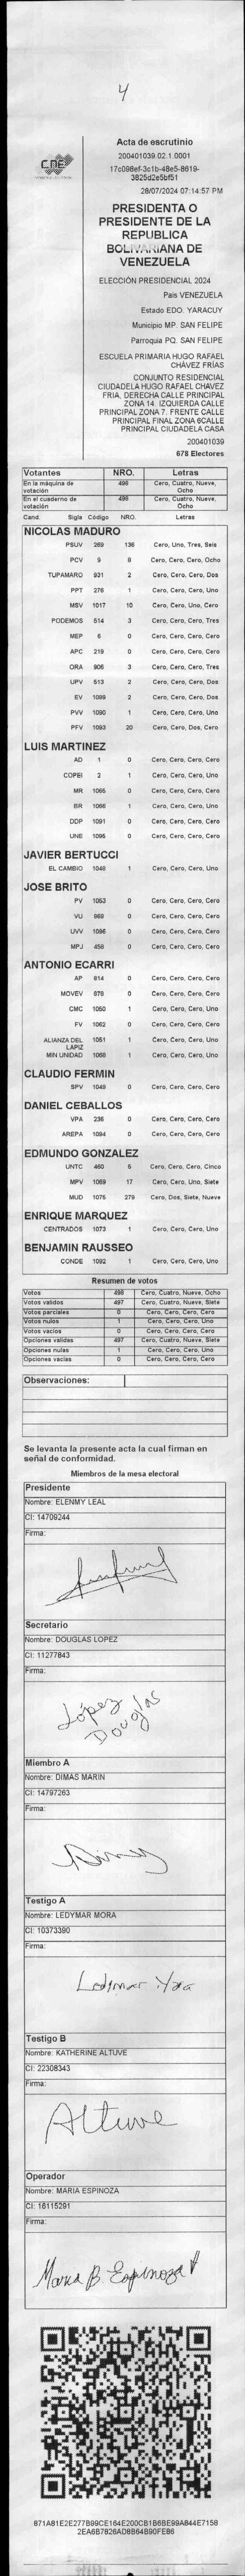 4
CNE
Acta de escrutinio
200401039.02.1.0001
17c098ef-3c1b-48e5-8619-
3825d2e5bf51
28/07/2024 07:14:57 PM
PRESIDENTA O
PRESIDENTE DE LA
REPUBLICA
BOLIVARIANA DE
VENEZUELA
ELECCIÓN PRESIDENCIAL 2024
Pais VENEZUELA
Estado EDO. YARACUY
Municipio MP. SAN FELIPE
Parroquia PQ. SAN FELIPE
ESCUELA PRIMARIA HUGO RAFAEL
CHÁVEZ FRÍAS
CONJUNTO RESIDENCIAL
CIUDADELA HUGO RAFAEL CHAVEZ
FRIA. DERECHA CALLE PRINCIPAL
ZONA 14. IZQUIERDA CALLE
PRINCIPAL ZONA 7. FRENTE CALLE
PRINCIPAL FINAL ZONA 6CALLE
PRINCIPAL CIUDADELA CASA
200401039
678 Electores
Votantes NRO. Letras
En la máquina de votación 498 Cero, Cuatro, Nueve, Ocho
En el cuaderno de votación 498 Cero, Cuatro, Nueve, Ocho
Cand. Sigla Código NRO. Letras
NICOLAS MADURO
PSUV 269 136 Cero, Uno, Tres, Seis
PCV 9 8 Cero, Cero, Cero, Ocho
TUPAMARO 931 2 Cero, Cero, Cero, Dos
PPT 276 1 Cero, Cero, Cero, Uno
MSV 1017 10 Cero, Cero, Uno, Cero
PODEMOS 514 3 Cero, Cero, Cero, Tres
MEP 6 0 Cero, Cero, Cero, Cero
APC 219 0 Cero, Cero, Cero, Cero
ORA 906 3 Cero, Cero, Cero, Tres
UPV 513 2 Cero, Cero, Cero, Dos
EV 1089 2 Cero, Cero, Cero, Dos
PVV 1090 1 Cero, Cero, Cero, Uno
PFV 1093 20 Cero, Cero, Dos, Cero
LUIS MARTINEZ
AD 1 0 Cero, Cero, Cero, Cero
COPEI 2 1 Cero, Cero, Cero, Uno
MR 1065 0 Cero, Cero, Cero, Cero
BR 1066 1 Cero, Cero, Cero, Uno
DDP 1091 0 Cero, Cero, Cero, Cero
UNE 1095 0 Cero, Cero, Cero, Cero
JAVIER BERTUCCI
EL CAMBIO 1048 1 Cero, Cero, Cero, Uno
JOSE BRITO
PV 1053 0 Cero, Cero, Cero, Cero
VU 969 0 Cero, Cero, Cero, Cero
UVV 1096 0 Cero, Cero, Cero, Cero
MPJ 458 0 Cero, Cero, Cero, Cero
ANTONIO ECARRI
AP 814 0 Cero, Cero, Cero, Cero
MOVEV 878 0 Cero, Cero, Cero, Cero
CMC 1050 1 Cero, Cero, Cero, Uno
FV 1062 0 Cero, Cero, Cero, Cero
ALIANZA DEL LAPIZ 1051 1 Cero, Cero, Cero, Uno
MIN UNIDAD 1068 1 Cero, Cero, Cero, Uno
CLAUDIO FERMIN
SPV 1049 0 Cero, Cero, Cero, Cero
DANIEL CEBALLOS
VPA 236 0 Cero, Cero, Cero, Cero
AREPA 1094 0 Cero, Cero, Cero, Cero
EDMUNDO GONZALEZ
UNTC 460 5 Cero, Cero, Cero, Cinco
MPV 1069 17 Cero, Cero, Uno, Siete
MUD 1075 279 Cero, Dos, Siete, Nueve
ENRIQUE MARQUEZ
CENTRADOS 1073 1 Cero, Cero, Cero, Uno
BENJAMIN RAUSSEO
CONDE 1092 1 Cero, Cero, Cero, Uno
Resumen de votos
Votos 498 Cero, Cuatro, Nueve, Ocho
Votos validos 497 Cero, Cuatro, Nueve, Siete
Votos parciales 0 Cero, Cero, Cero, Cero
Votos nulos 1 Cero, Cero, Cero, Uno
Votos vacios 0 Cero, Cero, Cero, Cero
Opciones validas 497 Cero, Cuatro, Nueve, Siete
Opciones nulas 1 Cero, Cero, Cero, Uno
Opciones vacias 0 Cero, Cero, Cero, Cero
Observaciones:
Se levanta la presente acta la cual firman en
señal de conformidad.
Miembros de la mesa electoral
Presidente
Nombre: ELENMY LEAL
CI: 14709244
Firma:
Secretario
Nombre: DOUGLAS LOPEZ
CI: 11277843
Firma:
López
Douglas
Miembro A
Nombre: DIMAS MARIN
CI: 14797263
Firma:
Testigo A
Nombre: LEDYMAR MORA
CI: 10373390
Firma:
Ledymar
Testigo B
Nombre: KATHERINE ALTUVE
CI: 22308343
Firma:
Altuve
Operador
Nombre: MARIA ESPINOZA
CI: 16115291
Firma:
Maria B Espinoza
871A81E2E277B99CE164E200CB1B6BE99A844E7158
2EA6B7826AD8B64B90FE86